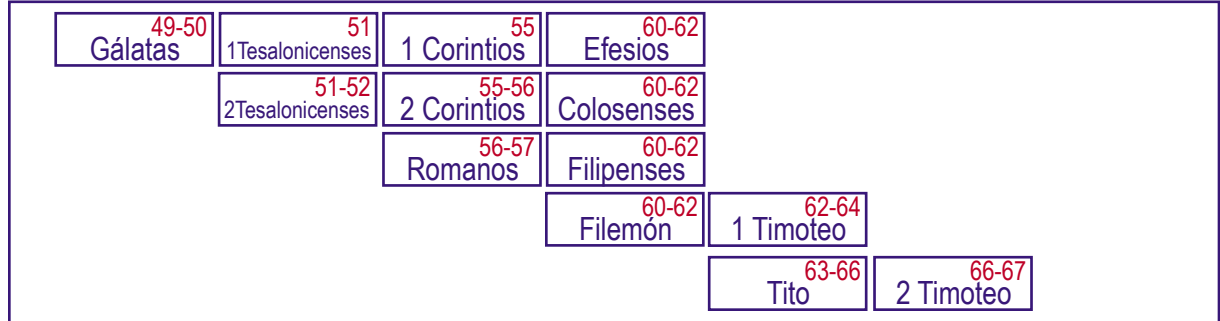 49-50 51 55 60-62
Gálatas 1Tesalonicenses 1 Corintios Efesios
51-52 55-56 60-62
2Tesalonicenses 2 Corintios Colosenses
56-57 60-62
Romanos Filipenses
60-62 62-64
Filemón 1 Timoteo
63-66 66-67
Tito 2 Timoteo